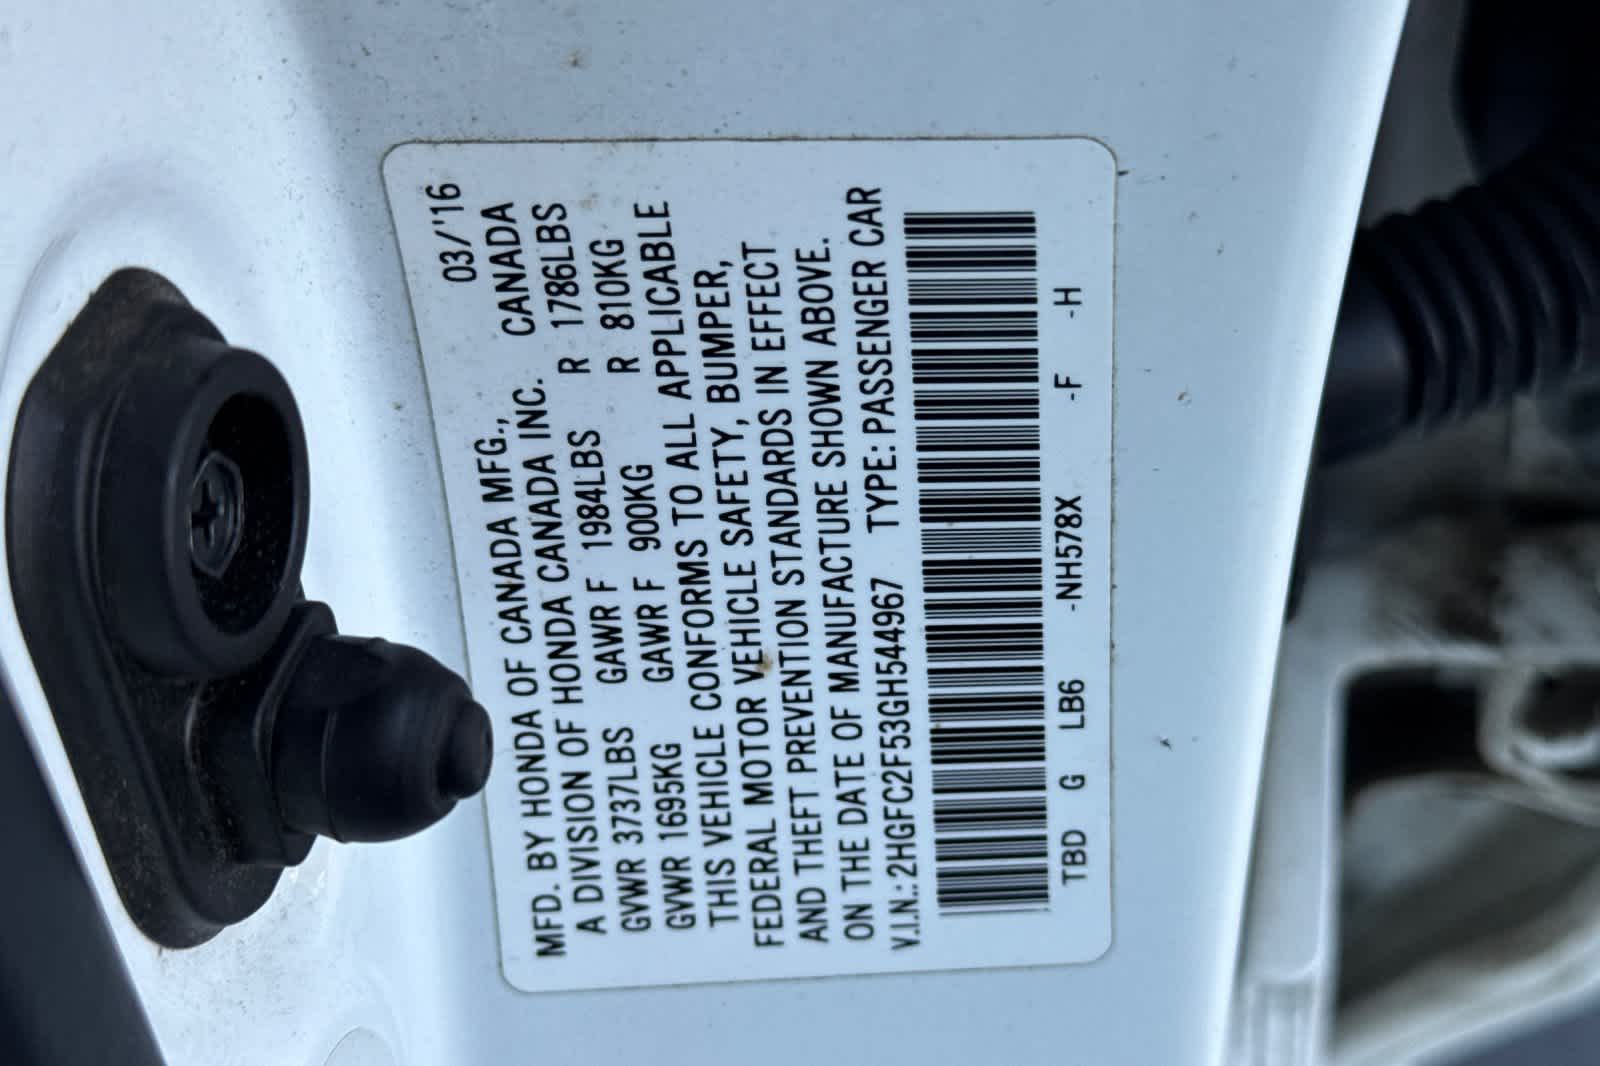 03/'16
MFD. BY HONDA OF CANADA MFG., CANADA
A DIVISION OF HONDA CANADA INC.
GVWR 3737LBS GAWR F 1984LBS R 1786LBS
GVWR 1695KG GAWR F 900KG R 810KG
THIS VEHICLE CONFORMS TO ALL APPLICABLE
FEDERAL MOTOR VEHICLE SAFETY, BUMPER,
AND THEFT PREVENTION STANDARDS IN EFFECT
ON THE DATE OF MANUFACTURE SHOWN ABOVE.
V.I.N.: 2HGFC2F53GH544967 TYPE: PASSENGER CAR
TBD G LB6 -NH578X -F -H